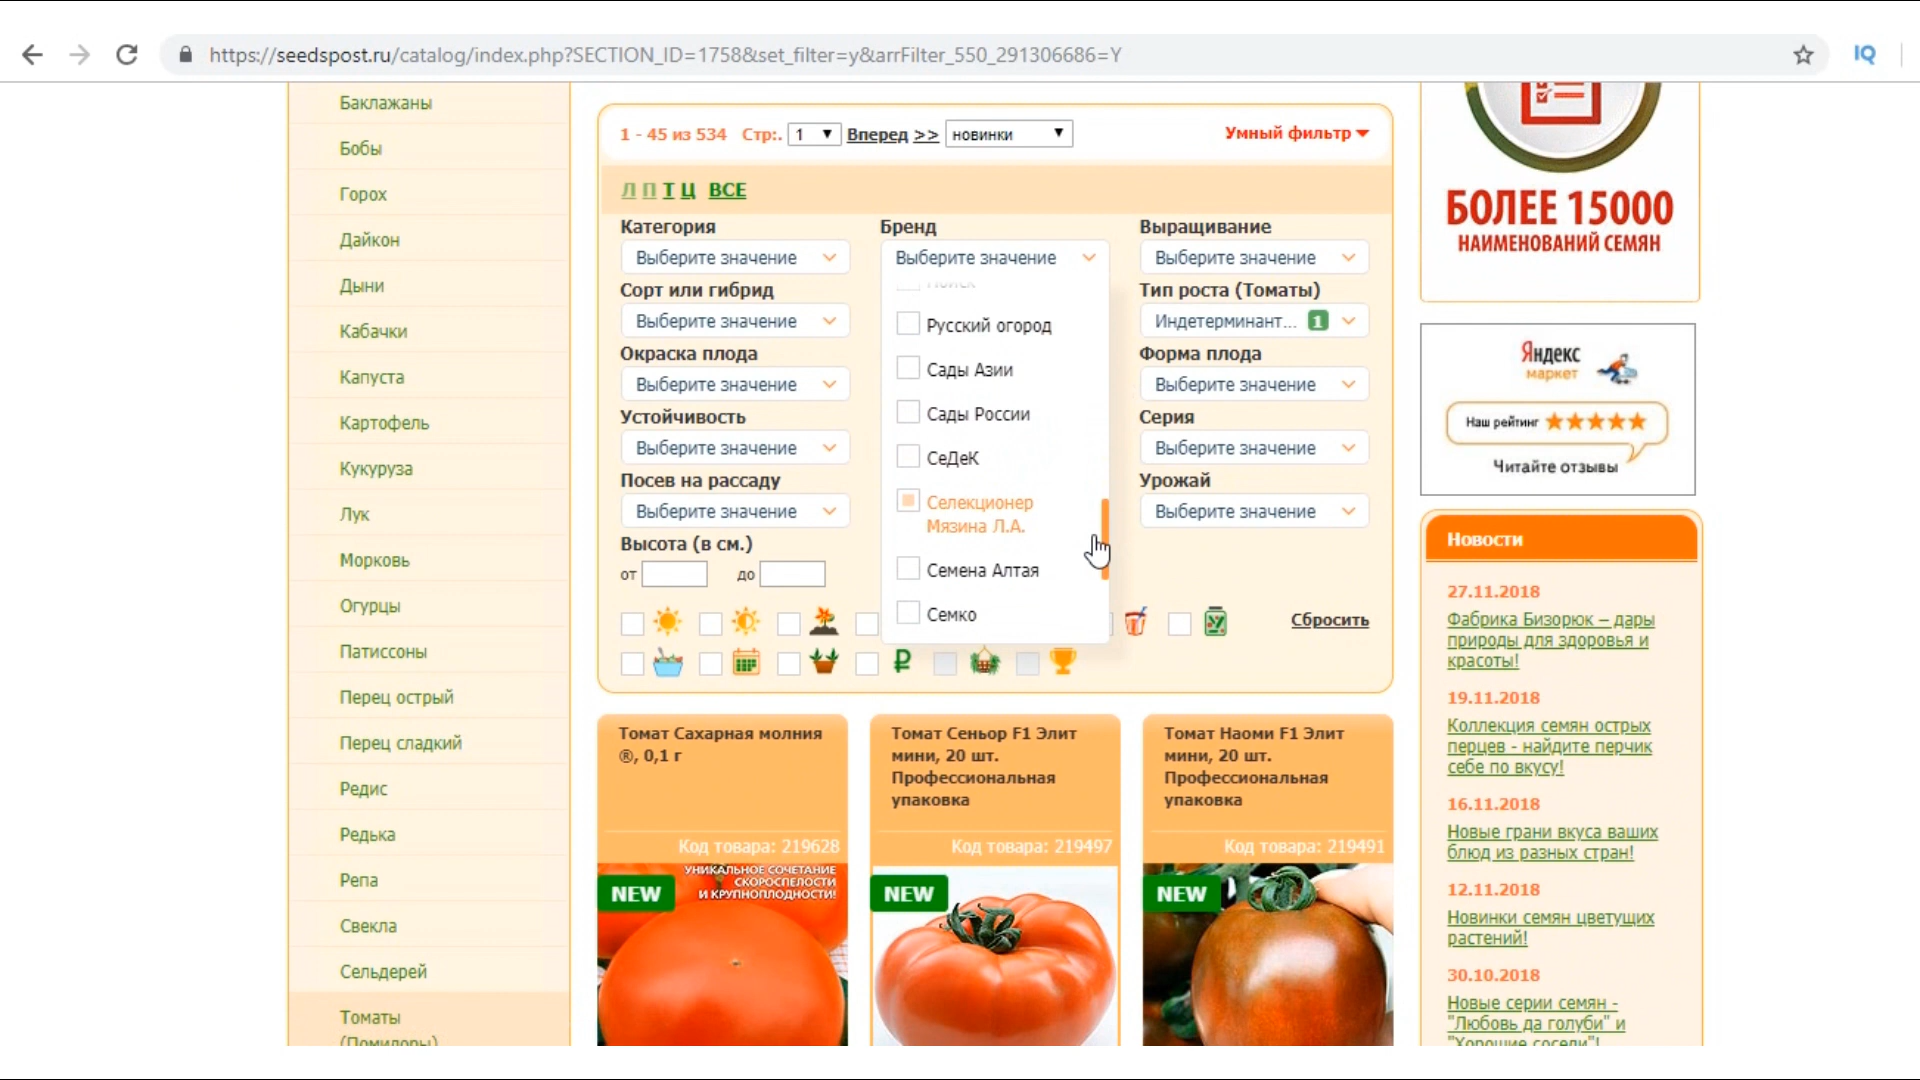 https://seedspost.ru/catalog/index.php?SECTION_ID=1758&set_filter=y&arrFilter_550_291306686=Y
IQ
Баклажаны
Бобы
Горох
Дайкон
Дыни
Кабачки
Капуста
Картофель
Кукуруза
Лук
Морковь
Огурцы
Патиссоны
Перец острый
Перец сладкий
Редис
Редька
Репа
Свекла
Сельдерей
Томаты
(Помидоры)
1 - 45 из 534 Стр:. 1 Вперед >> новинки Умный фильтр
Л П Т Ц ВСЕ
Категория
Выберите значение
Сорт или гибрид
Выберите значение
Окраска плода
Выберите значение
Устойчивость
Выберите значение
Посев на рассаду
Выберите значение
Высота (в см.)
от до
Бренд
Выберите значение
Поиск
Русский огород
Сады Азии
Сады России
СеДеК
Селекционер
Мязина Л.А.
Семена Алтая
Семко
Выращивание
Выберите значение
Тип роста (Томаты)
Индетерминант... 1
Форма плода
Выберите значение
Серия
Выберите значение
Урожай
Выберите значение
Сбросить
Томат Сахарная молния
®, 0,1 г
Код товара: 219628
УНИКАЛЬНОЕ СОЧЕТАНИЕ
СКОРОСПЕЛОСТИ
И КРУПНОПЛОДНОСТИ!
NEW
Томат Сеньор F1 Элит
мини, 20 шт.
Профессиональная
упаковка
Код товара: 219497
NEW
Томат Наоми F1 Элит
мини, 20 шт.
Профессиональная
упаковка
Код товара: 219491
NEW
БОЛЕЕ 15000
НАИМЕНОВАНИЙ СЕМЯН
Яндекс
маркет
Наш рейтинг
Читайте отзывы
Новости
27.11.2018
Фабрика Бизорюк – дары
природы для здоровья и
красоты!
19.11.2018
Коллекция семян острых
перцев - найдите перчик
себе по вкусу!
16.11.2018
Новые грани вкуса ваших
блюд из разных стран!
12.11.2018
Новинки семян цветущих
растений!
30.10.2018
Новые серии семян -
"Любовь да голуби" и
"Хорошие соседи"!